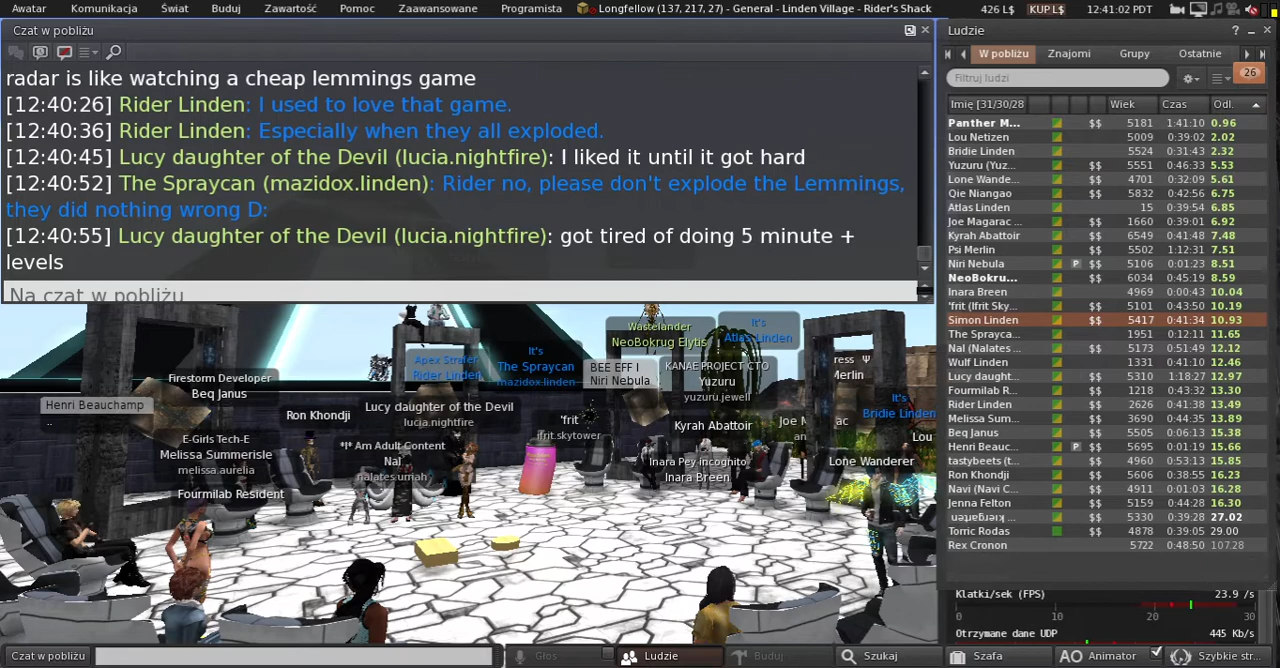 Awatar Komunikacja Świat Buduj Zawartość Pomoc Zaawansowane Programista Longfellow (137, 217, 27) - General - Linden Village - Rider's Shack 426 L$ KUP L$ 12:41:02 PDT
Czat w pobliżu
radar is like watching a cheap lemmings game
[12:40:26] Rider Linden: I used to love that game.
[12:40:36] Rider Linden: Especially when they all exploded.
[12:40:45] Lucy daughter of the Devil (lucia.nightfire): I liked it until it got hard
[12:40:52] The Spraycan (mazidox.linden): Rider no, please don't explode the Lemmings,
they did nothing wrong D:
[12:40:55] Lucy daughter of the Devil (lucia.nightfire): got tired of doing 5 minute +
levels
Na czat w pobliżu
Wastelander
NeoBokrug Elytis
It's
Atlas Linden
Apex Strafer
Rider Linden
It's
The Spraycan
mazidox.linden
BEE EFF I
Niri Nebula
KANAE PROJECT CTO
Yuzuru
yuzuru.jewell
ress Ψ
Merlin
Firestorm Developer
Beq Janus
Henri Beauchamp
..
Ron Khondji
Lucy daughter of the Devil
lucia.nightfire
'frit
ifrit.skytower
Kyrah Abattoir
Joe M
ac
an
It's
Bridie Linden
Lou
E-Girls Tech-E
Melissa Summerisle
melissa.aurelia
*I* Am Adult Content
Nal
nalates.urriah
Inara Pey incognito
Inara Breen
Lone Wanderer
Fourmilab Resident
Ludzie
W pobliżu Znajomi Grupy Ostatnie
26
Filtruj ludzi
Imię [31/30/28 Wiek Czas Odl.
Panther M... $$ 5181 1:41:10 0.96
Lou Netizen 5009 0:39:02 2.02
Bridie Linden 5524 0:31:43 2.32
Yuzuru (Yuz... $$ 5501 0:46:33 5.53
Lone Wande... $$ 4701 0:32:09 5.61
Qie Niangao $$ 5832 0:42:56 6.75
Atlas Linden 15 0:39:54 6.85
Joe Magarac ... $$ 1660 0:39:01 6.92
Kyrah Abattoir $$ 6549 0:41:48 7.48
Psi Merlin $$ 5502 1:12:31 7.51
Niri Nebula P $$ 5106 0:01:23 8.51
NeoBokru... $$ 6034 0:45:19 8.59
Inara Breen 4969 0:00:43 10.04
'frit (Ifrit Sky... $$ 5101 0:43:50 10.19
Simon Linden $$ 5417 0:41:34 10.93
The Sprayca... 1951 0:12:11 11.65
Nal (Nalates ... $$ 5173 0:51:49 12.12
Wulf Linden 1331 0:41:10 12.46
Lucy daught... $$ 5310 1:18:27 12.97
Fourmilab R... $$ 1218 0:43:32 13.30
Rider Linden $$ 2626 0:41:38 13.49
Melissa Sum... $$ 3690 0:44:35 13.89
Beq Janus $$ 5505 0:06:13 15.38
Henri Beauc... P $$ 5695 0:01:19 15.66
tastybeets (t... $$ 4960 0:53:13 15.85
Ron Khondji $$ 5606 0:38:55 16.23
Navi (Navi C... $$ 4911 0:01:03 16.28
Jenna Felton $$ 5159 0:44:28 16.30
$$ 5330 0:39:28 27.02
Torric Rodas $$ 4878 0:39:05 29.00
Rex Cronon 5722 0:48:50 107.28
Klatki/sek (FPS) 23.9 /s
0 10 20 30
Otrzymane dane UDP 445 Kb/s
Czat w pobliżu Głos Ludzie Buduj Szukaj Szafa AO Animator Szybkie str...